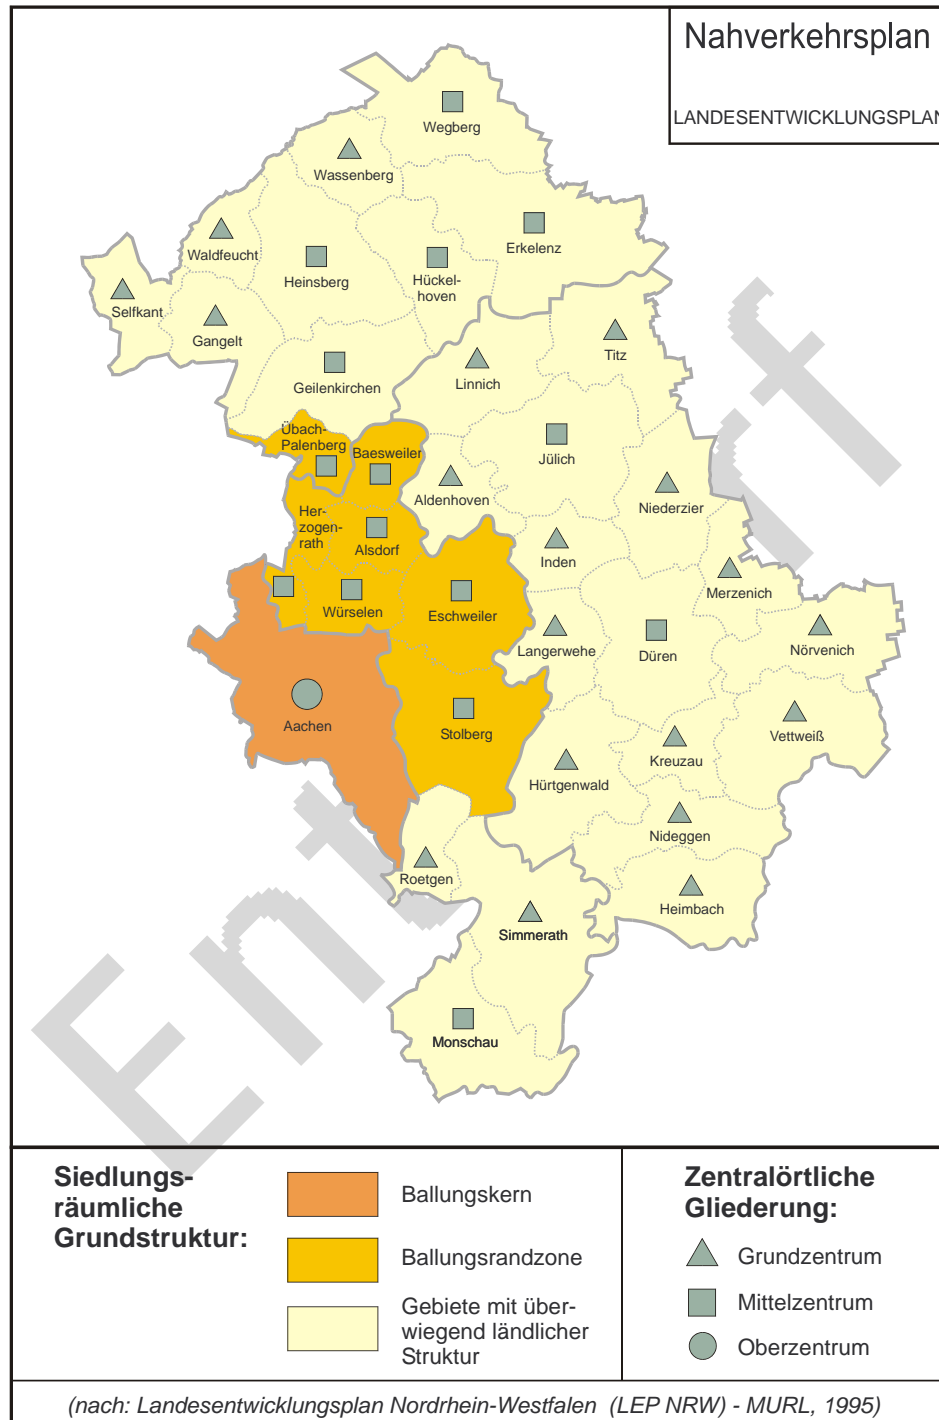 Nahverkehrsplan
LANDESENTWICKLUNGSPLAN
Wegberg
Wassenberg
Erkelenz
Waldfeucht
Heinsberg
Hückel-
hoven
Selfkant
Gangelt
Titz
Linnich
Geilenkirchen
Übach-
Palenberg
Baesweiler
Jülich
Aldenhoven
Niederzier
Her-
zogen-
rath
Alsdorf
Inden
Merzenich
Würselen
Eschweiler
Langerwehe
Düren
Nörvenich
Aachen
Stolberg
Vettweiß
Kreuzau
Hürtgenwald
Nideggen
Roetgen
Heimbach
Simmerath
Monschau
Entwurf
Siedlungs-
räumliche
Grundstruktur:
Ballungskern
Ballungsrandzone
Gebiete mit über-
wiegend ländlicher
Struktur
Zentralörtliche
Gliederung:
Grundzentrum
Mittelzentrum
Oberzentrum
(nach: Landesentwicklungsplan Nordrhein-Westfalen (LEP NRW) - MURL, 1995)